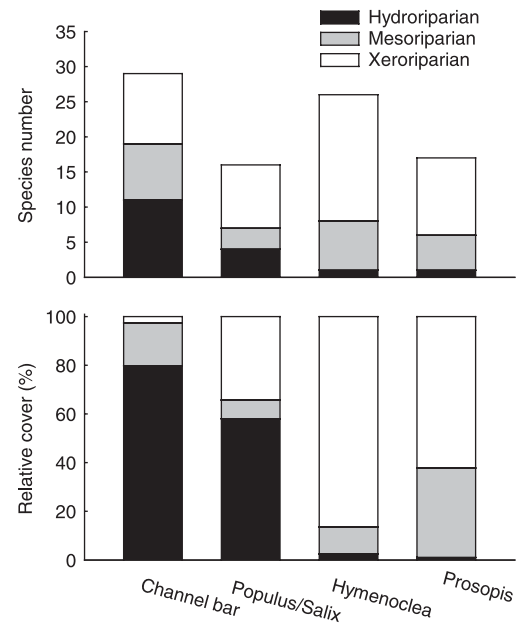 Hydroriparian
Mesoriparian
Xeroriparian
35
30
25
20
15
10
5
0
Species number
100
80
60
40
20
0
Relative cover (%)
Channel bar
Populus/Salix
Hymenoclea
Prosopis